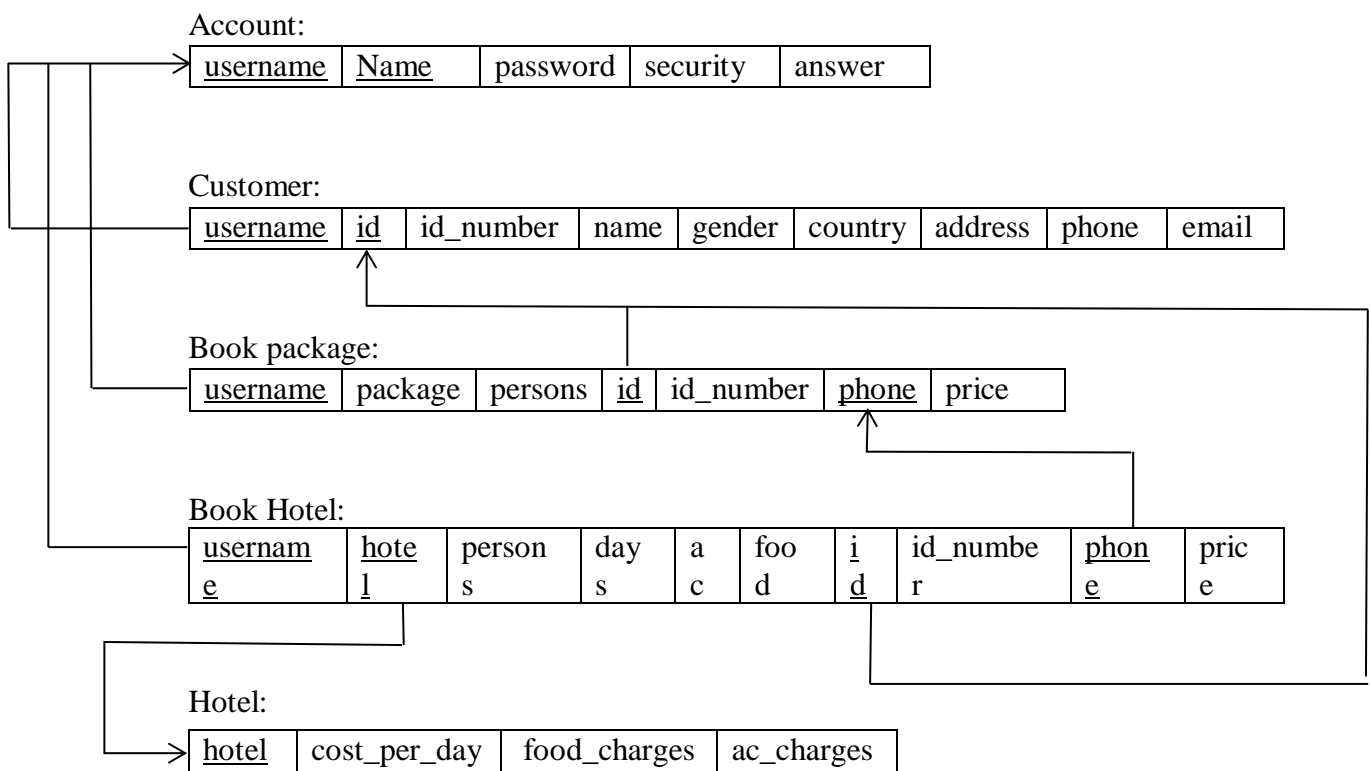 Account:
username Name password security answer
Customer:
username id id_number name gender country address phone email
Book package:
username package persons id id_number phone price
Book Hotel:
usernam hote person day a foo i id_numbe phon pric
e l s s c d d r e e
Hotel:
hotel cost_per_day food_charges ac_charges